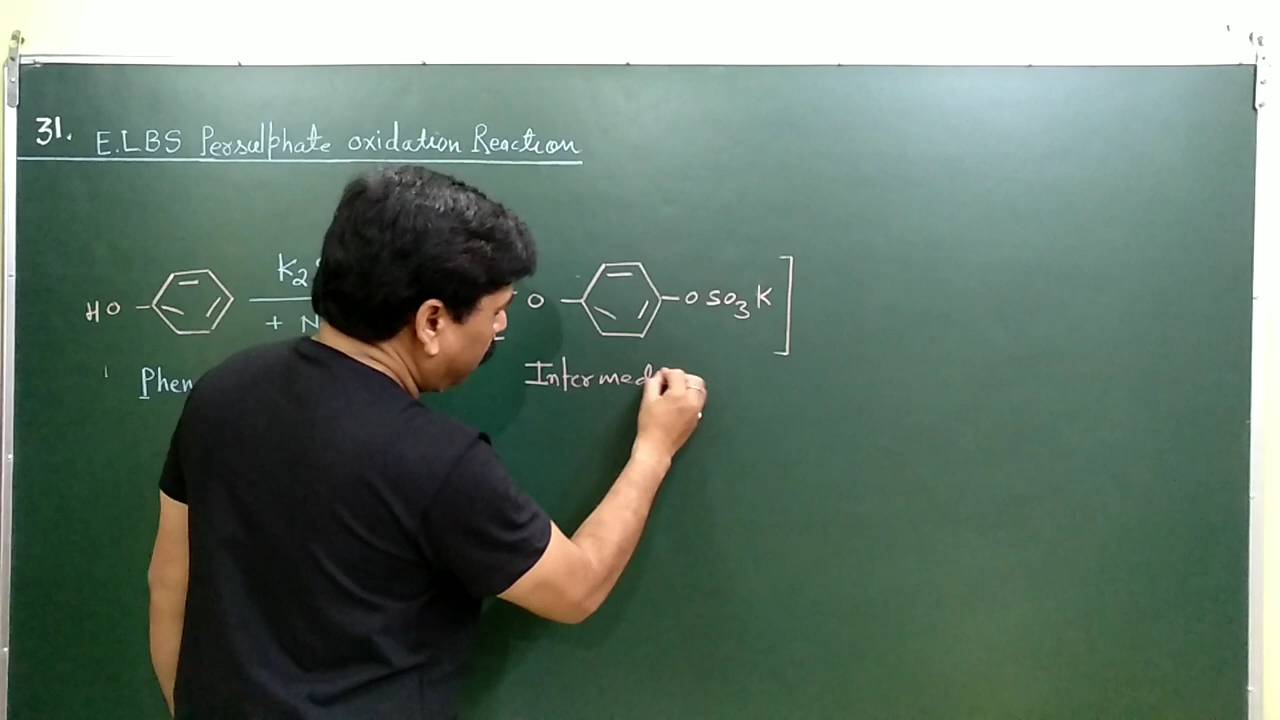 31. E.LBS Persulphate oxidation Reaction
K2
HO
+ N
O
OSO3K
Phen
Intermed